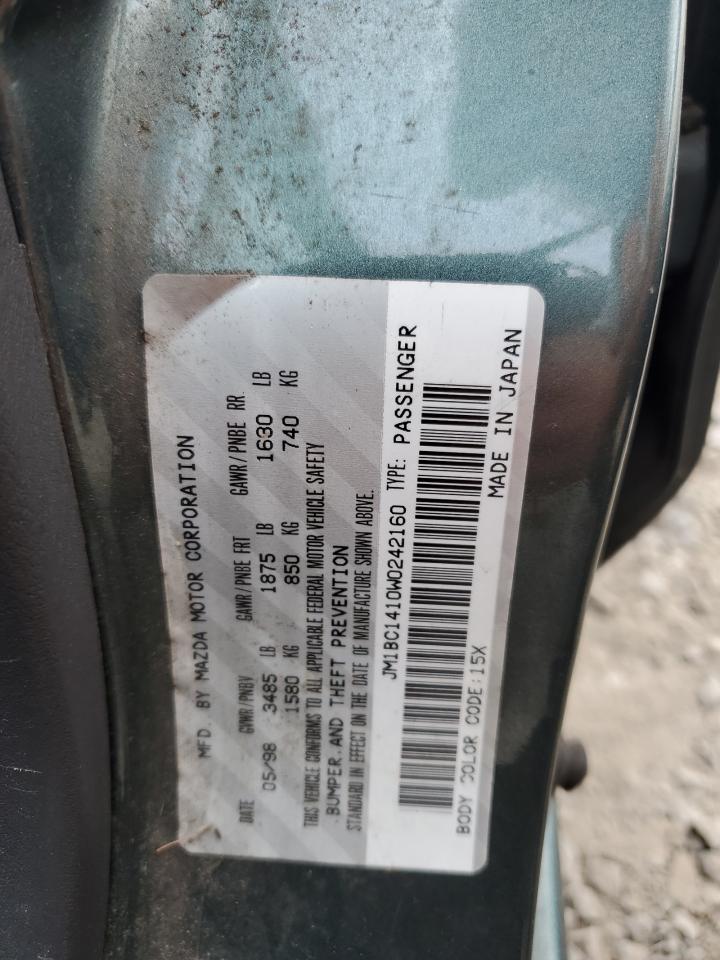 MFD. BY MAZDA MOTOR CORPORATION
DATE GVWR/PNBV GAWR/PNBE FRT GAWR/PNBE RR.
05/98 3485 LB 1875 LB 1630 LB
1580 KG 850 KG 740 KG
THIS VEHICLE CONFORMS TO ALL APPLICABLE FEDERAL MOTOR VEHICLE SAFETY
BUMPER, AND THEFT PREVENTION
STANDARD IN EFFECT ON THE DATE OF MANUFACTURE SHOWN ABOVE.
JM1BC1410W0242160 TYPE: PASSENGER
BODY COLOR CODE:15X MADE IN JAPAN